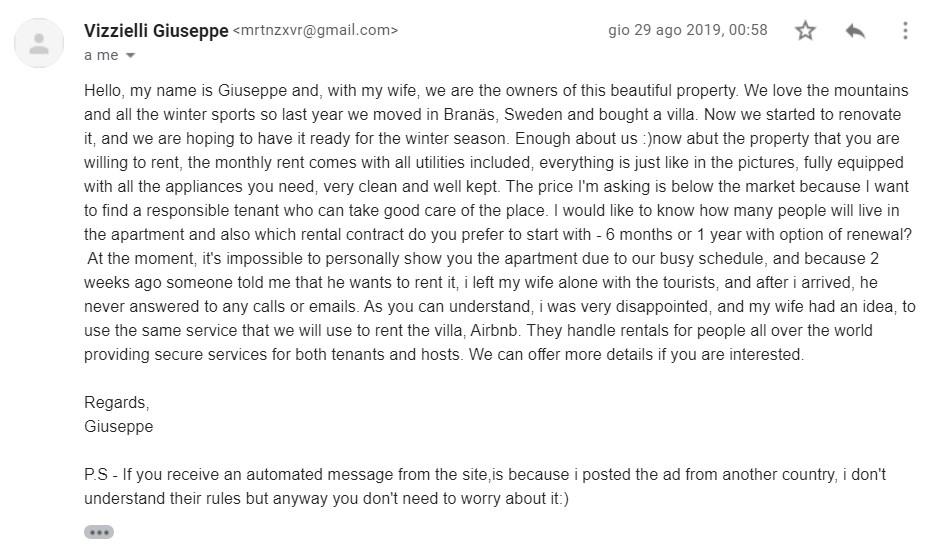 Vizzielli Giuseppe <mrtnzxvr@gmail.com>
gio 29 ago 2019, 00:58
a me
Hello, my name is Giuseppe and, with my wife, we are the owners of this beautiful property. We love the mountains
and all the winter sports so last year we moved in Branäs, Sweden and bought a villa. Now we started to renovate
it, and we are hoping to have it ready for the winter season. Enough about us :)now abut the property that you are
willing to rent, the monthly rent comes with all utilities included, everything is just like in the pictures, fully equipped
with all the appliances you need, very clean and well kept. The price I'm asking is below the market because I want
to find a responsible tenant who can take good care of the place. I would like to know how many people will live in
the apartment and also which rental contract do you prefer to start with - 6 months or 1 year with option of renewal?
At the moment, it's impossible to personally show you the apartment due to our busy schedule, and because 2
weeks ago someone told me that he wants to rent it, i left my wife alone with the tourists, and after i arrived, he
never answered to any calls or emails. As you can understand, i was very disappointed, and my wife had an idea, to
use the same service that we will use to rent the villa, Airbnb. They handle rentals for people all over the world
providing secure services for both tenants and hosts. We can offer more details if you are interested.
Regards,
Giuseppe
P.S - If you receive an automated message from the site,is because i posted the ad from another country, i don't
understand their rules but anyway you don't need to worry about it:)